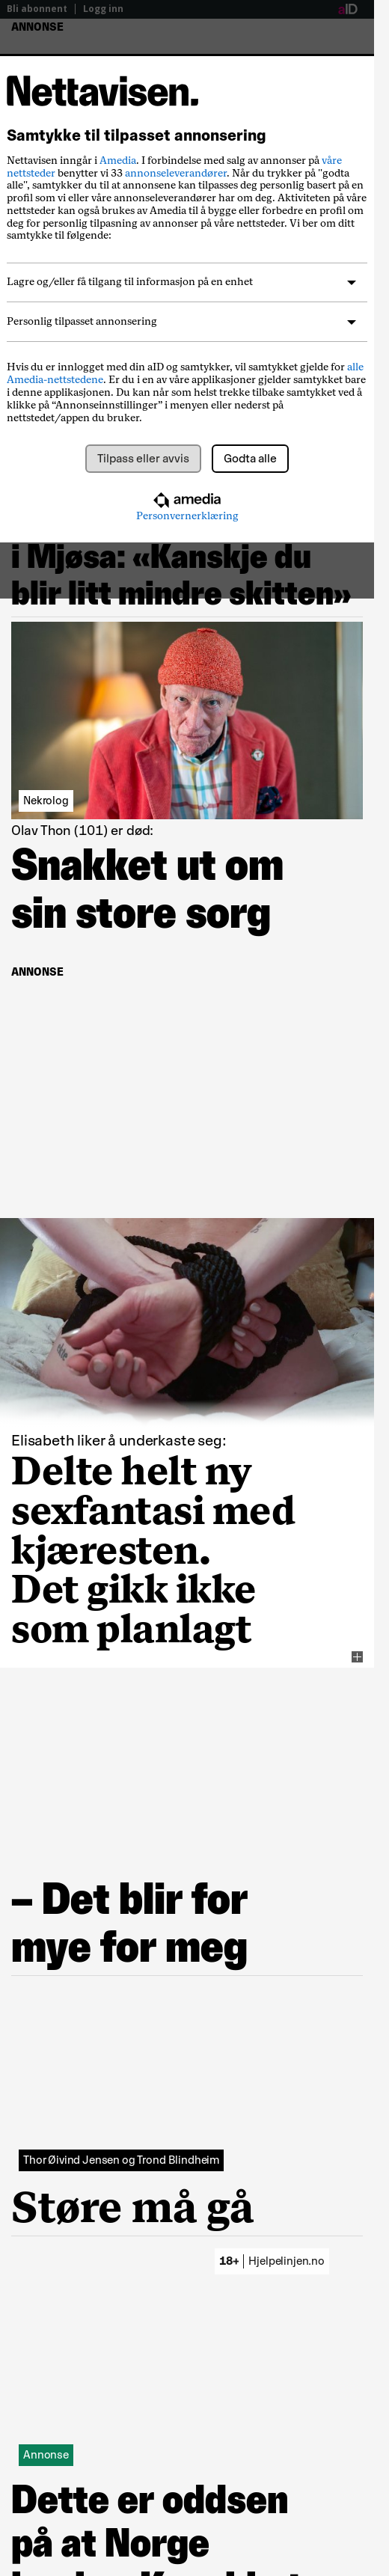 Bli abonnent | Logg inn aID
ANNONSE
Nettavisen.
Samtykke til tilpasset annonsering
Nettavisen inngår i Amedia. I forbindelse med salg av annonser på våre
nettsteder benytter vi 33 annonseleverandører. Når du trykker på "godta
alle", samtykker du til at annonsene kan tilpasses deg personlig basert på en
profil som vi eller våre annonseleverandører har om deg. Aktiviteten på våre
nettsteder kan også brukes av Amedia til å bygge eller forbedre en profil om
deg for personlig tilpasning av annonser på våre nettsteder. Vi ber om ditt
samtykke til følgende:
Lagre og/eller få tilgang til informasjon på en enhet
Personlig tilpasset annonsering
Hvis du er innlogget med din aID og samtykker, vil samtykket gjelde for alle
Amedia-nettstedene. Er du i en av våre applikasjoner gjelder samtykket bare
i denne applikasjonen. Du kan når som helst trekke tilbake samtykket ved å
klikke på “Annonseinnstillinger” i menyen eller nederst på
nettstedet/appen du bruker.
Tilpass eller avvis Godta alle
amedia
Personvernerklæring
i Mjøsa: «Kanskje du
blir litt mindre skitten»
Nekrolog
Olav Thon (101) er død:
Snakket ut om
sin store sorg
ANNONSE
Elisabeth liker å underkaste seg:
Delte helt ny
sexfantasi med
kjæresten.
Det gikk ikke
som planlagt
– Det blir for
mye for meg
Thor Øivind Jensen og Trond Blindheim
Støre må gå
18+ | Hjelpelinjen.no
Annonse
Dette er oddsen
på at Norge